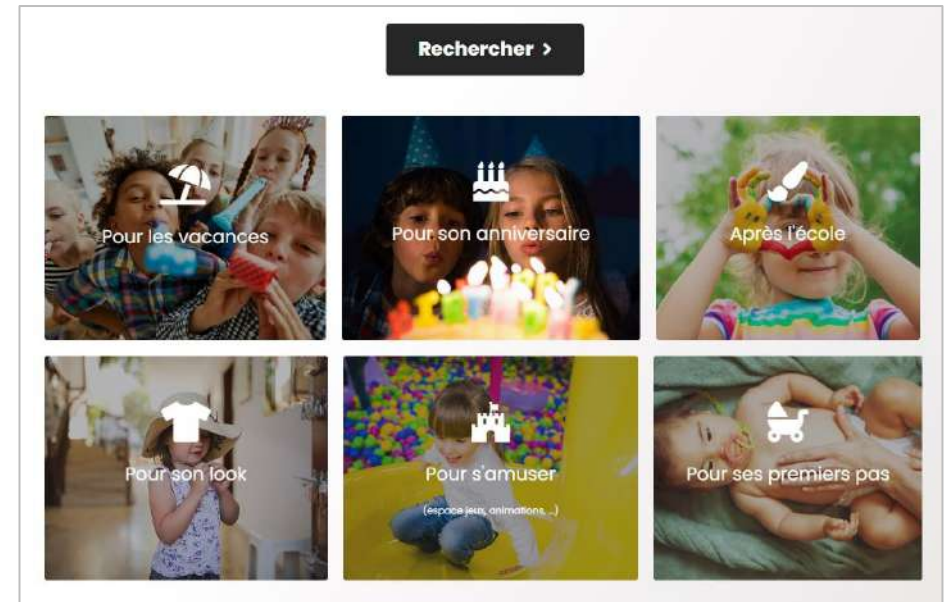 Rechercher >
Pour les vacances
Pour son anniversaire
Après l'école
Pour son look
Pour s'amuser
(espace jeux, animations, ...)
Pour ses premiers pas